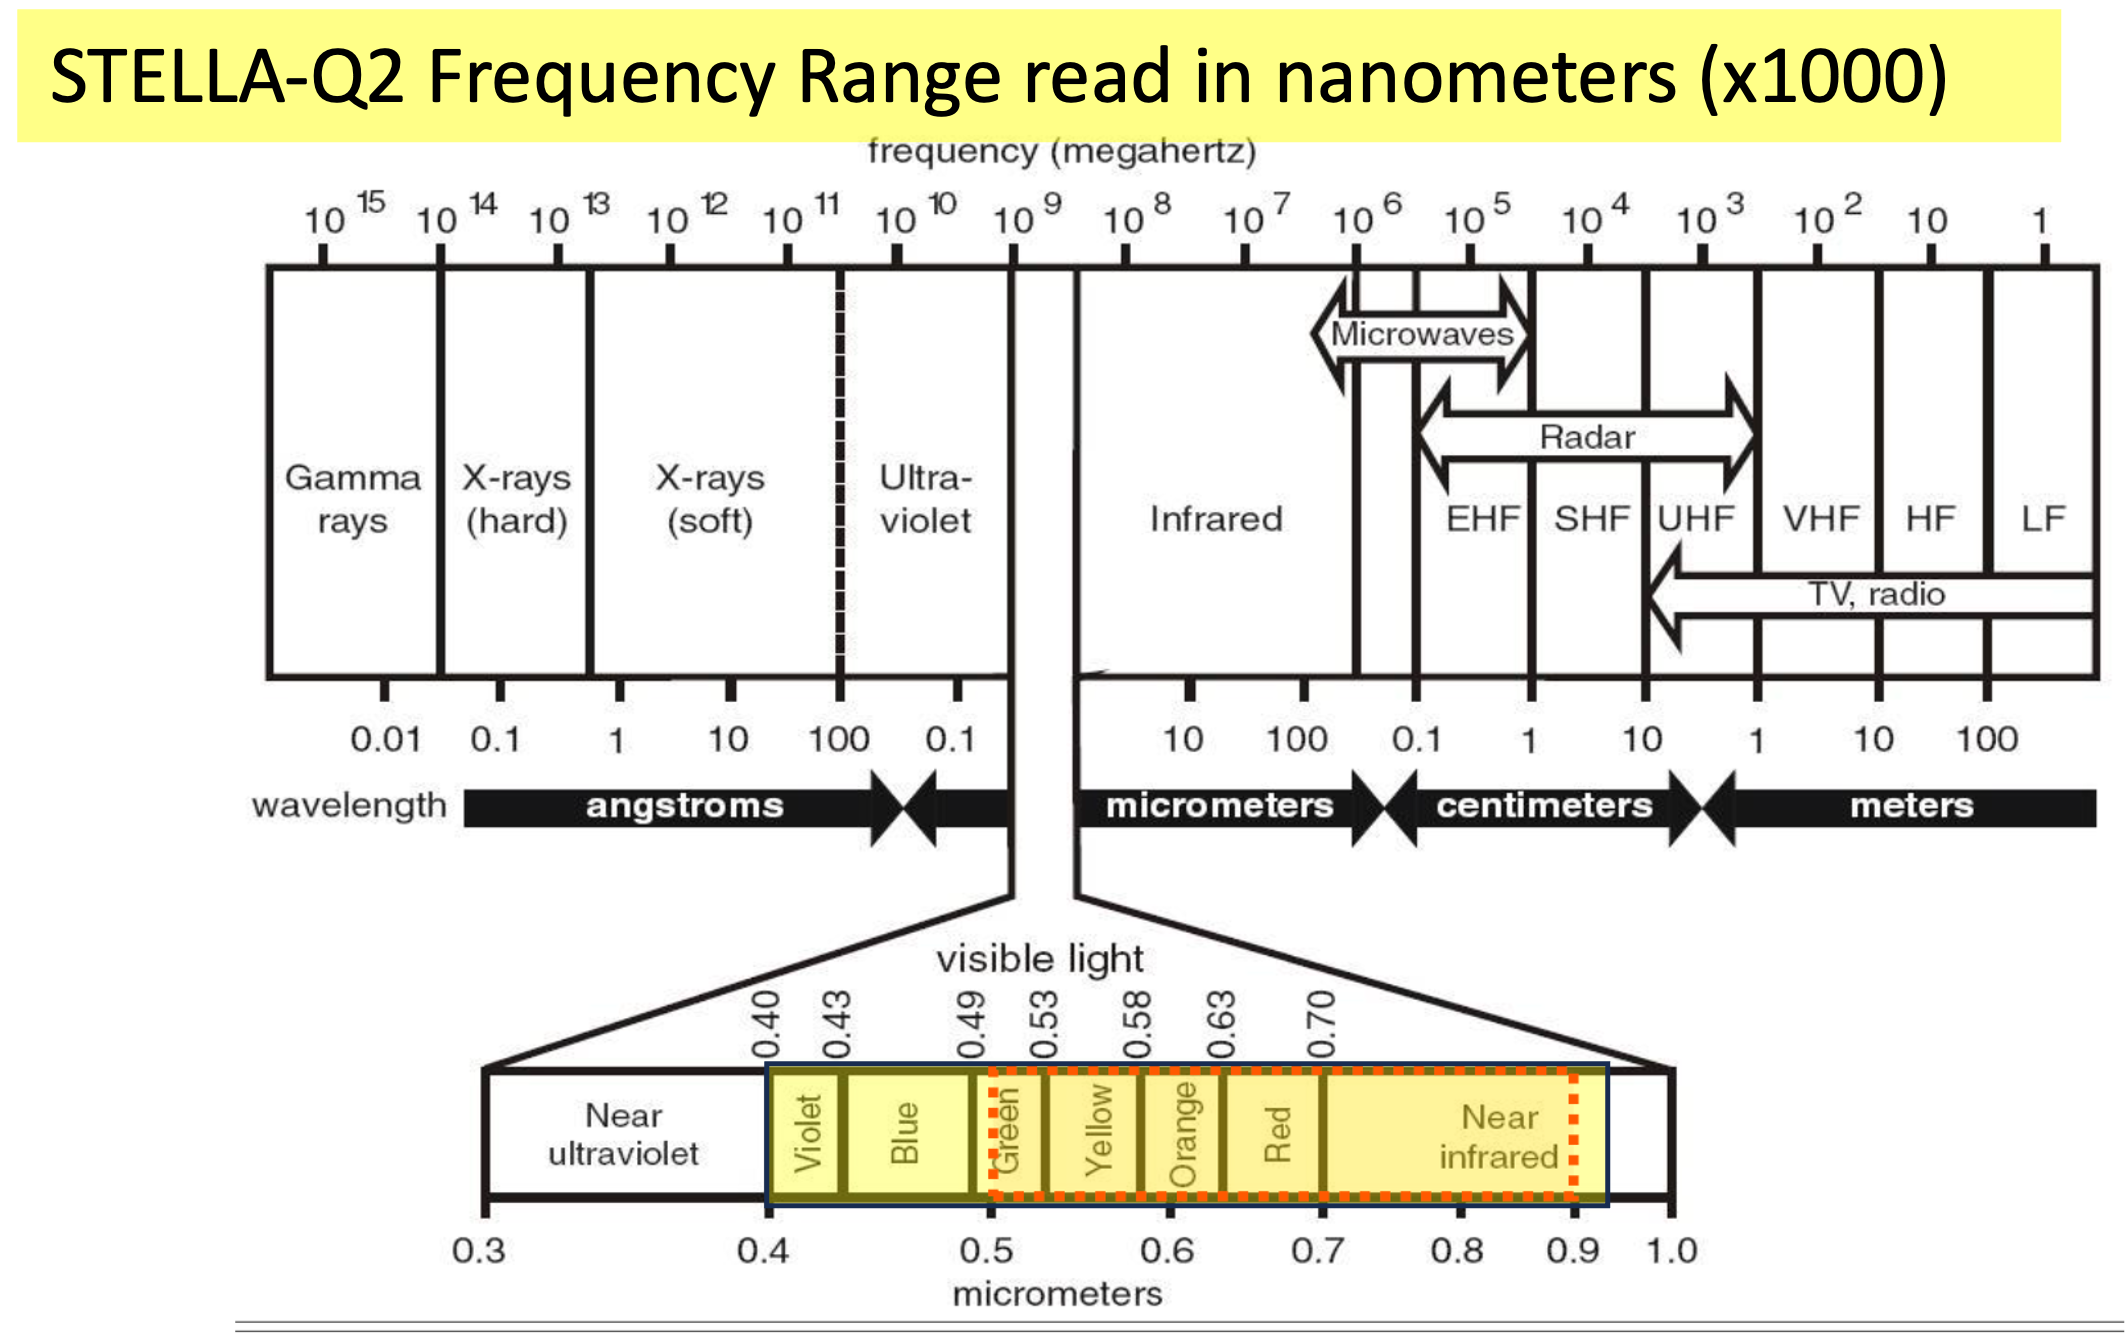 STELLA-Q2 Frequency Range read in nanometers (x1000)
frequency (megahertz)
10 15 10 14 10 13 10 12 10 11 10 10 10 9 10 8 10 7 10 6 10 5 10 4 10 3 10 2 10 1
Microwaves
Radar
Gamma rays
X-rays (hard)
X-rays (soft)
Ultra-
violet
Infrared
EHF SHF UHF VHF HF LF
TV, radio
0.01 0.1 1 10 100 0.1 10 100 0.1 1 10 1 10 100
wavelength angstroms micrometers centimeters meters
visible light
0.40 0.43 0.49 0.53 0.58 0.63 0.70
Near
ultraviolet
Violet Blue Green Yellow Orange Red
Near
infrared
0.3 0.4 0.5 0.6 0.7 0.8 0.9 1.0
micrometers